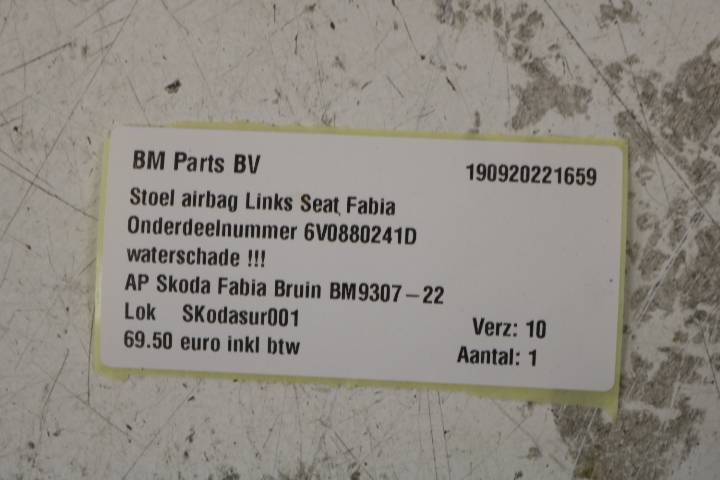 BM Parts BV 190920221659
Stoel airbag Links Seat Fabia
Onderdeelnummer 6V0880241D
waterschade !!!
AP Skoda Fabia Bruin BM9307-22
Lok SKodasur001 Verz: 10
69.50 euro inkl btw Aantal: 1